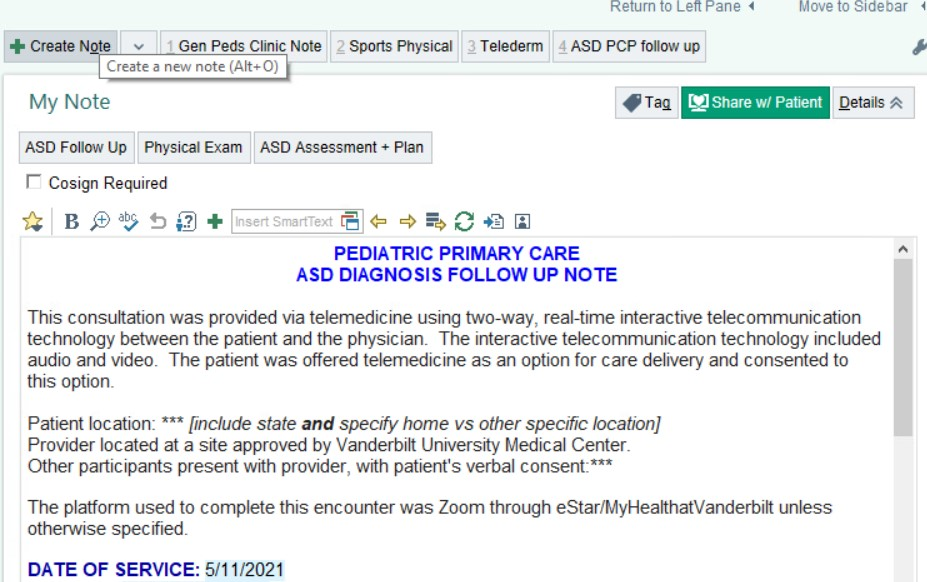 Return to Left Pane Move to Sidebar
Create Note 1 Gen Peds Clinic Note 2 Sports Physical 3 Telederm 4 ASD PCP follow up
Create a new note (Alt+O)
My Note Tag Share w/ Patient Details
ASD Follow Up Physical Exam ASD Assessment + Plan
Cosign Required
B abc Insert SmartText
PEDIATRIC PRIMARY CARE
ASD DIAGNOSIS FOLLOW UP NOTE
This consultation was provided via telemedicine using two-way, real-time interactive telecommunication
technology between the patient and the physician. The interactive telecommunication technology included
audio and video. The patient was offered telemedicine as an option for care delivery and consented to
this option.
Patient location: *** [include state and specify home vs other specific location]
Provider located at a site approved by Vanderbilt University Medical Center.
Other participants present with provider, with patient's verbal consent:***
The platform used to complete this encounter was Zoom through eStar/MyHealthatVanderbilt unless
otherwise specified.
DATE OF SERVICE: 5/11/2021